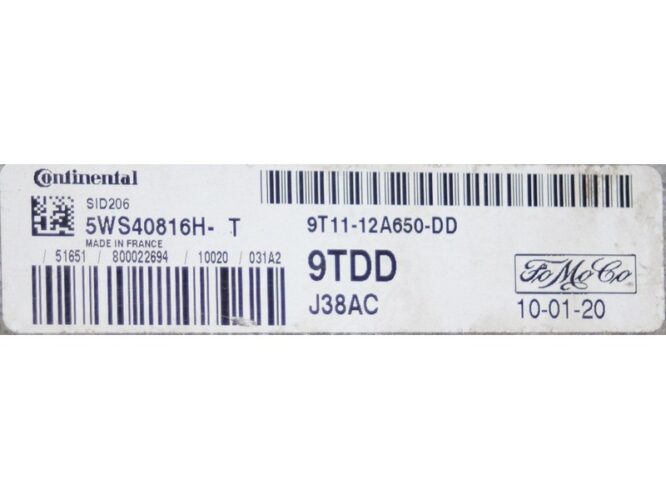 Continental
SID206
5WS40816H- T
MADE IN FRANCE
/ 51651 / 800022694 / 10020 / 031A2
9T11-12A650-DD
9TDD
J38AC
FoMoCo
10-01-20